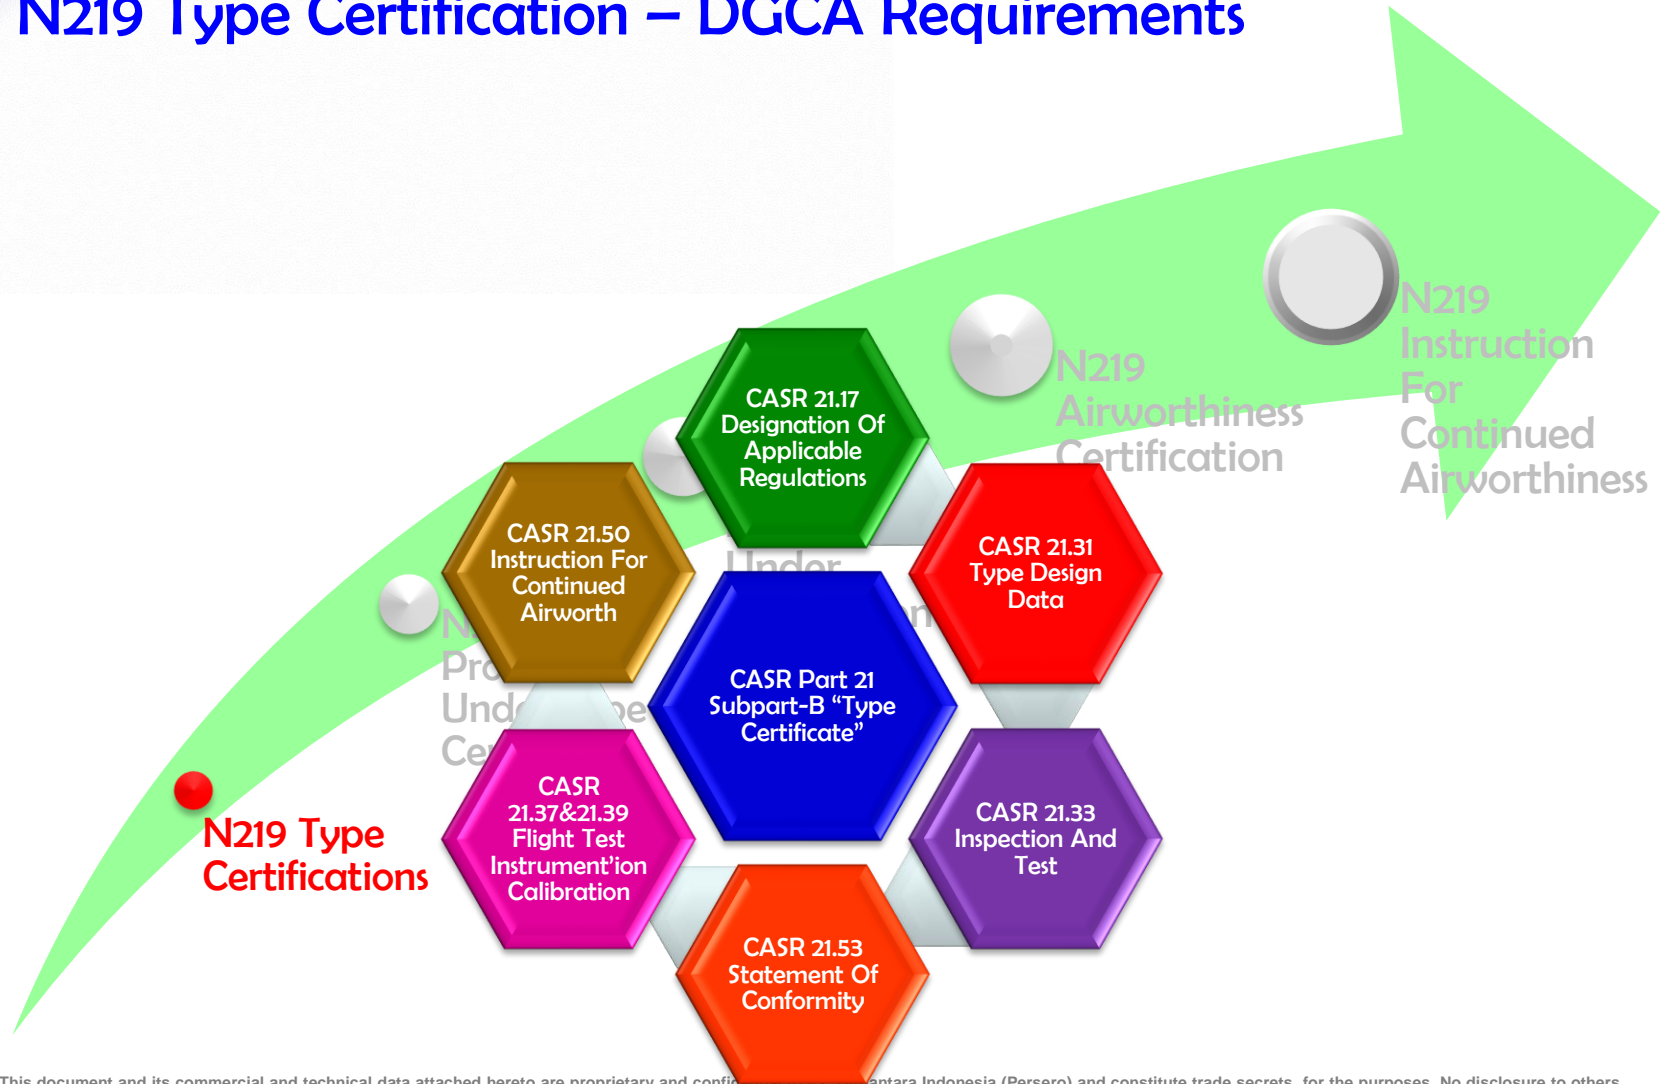 N219 Type Certification – DGCA Requirements
N219
Instruction
For
Continued
Airworthiness
N219
Airworthiness
Certification
CASR 21.17
Designation Of
Applicable
Regulations
CASR 21.50
Instruction For
Continued
Airworth
CASR 21.31
Type Design
Data
Under
CASR Part 21
Subpart-B “Type
Certificate”
CASR
21.37&21.39
Flight Test
Instrument’ion
Calibration
CASR 21.33
Inspection And
Test
N219 Type
Certifications
CASR 21.53
Statement Of
Conformity
This document and its commercial and technical data attached hereto are proprietary and Indonesia (Persero) and constitute trade secrets, for the purposes. No disclosure to others